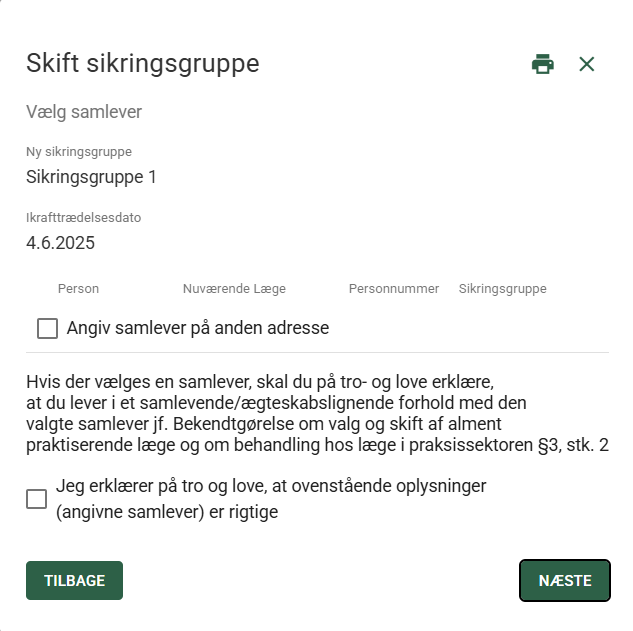 Skift sikringsgruppe
Vælg samlever
Ny sikringsgruppe
Sikringsgruppe 1
Ikrafttrædelsesdato
4.6.2025
Person Nuværende Læge Personnummer Sikringsgruppe
Angiv samlever på anden adresse
Hvis der vælges en samlever, skal du på tro- og love erklære,
at du lever i et samlevende/ægteskabslignende forhold med den
valgte samlever jf. Bekendtgørelse om valg og skift af alment
praktiserende læge og om behandling hos læge i praksissektoren §3, stk. 2
Jeg erklærer på tro og love, at ovenstående oplysninger
(angivne samlever) er rigtige
TILBAGE NÆSTE